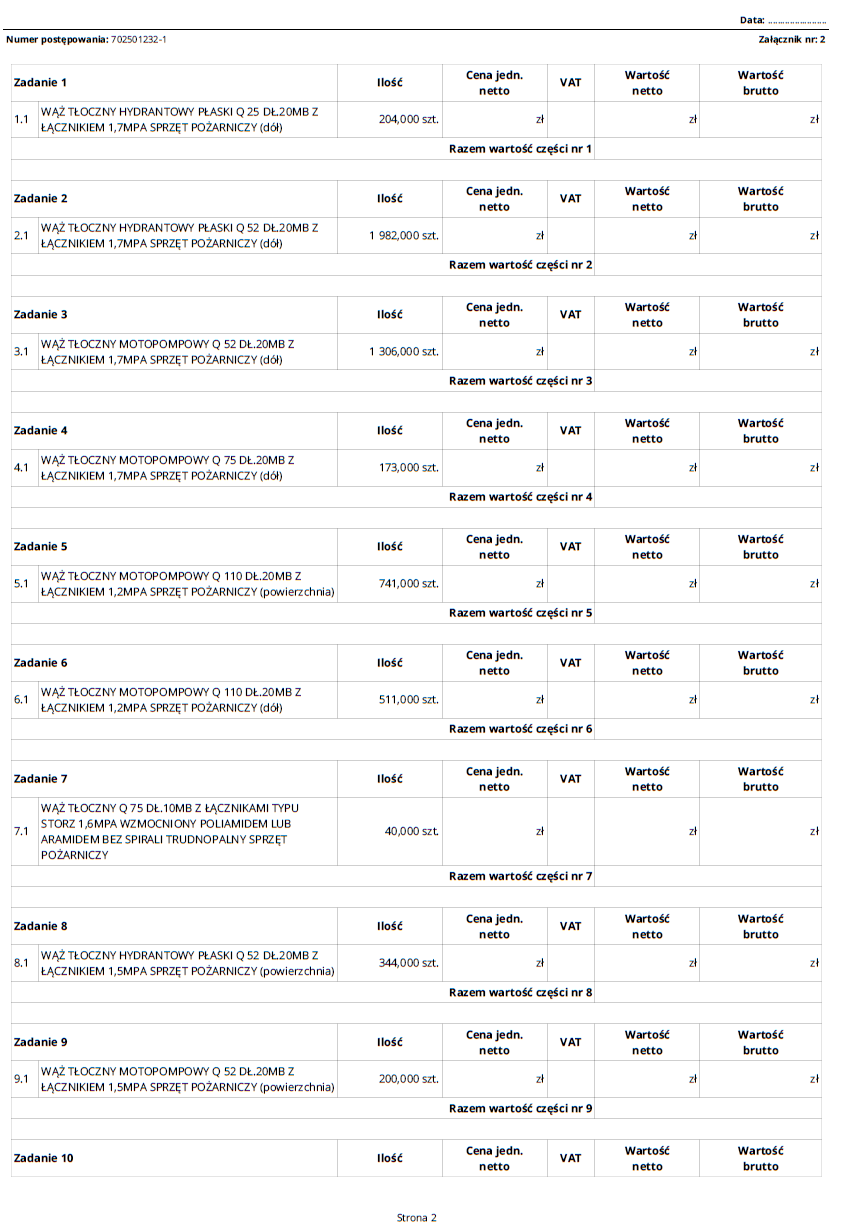 Data: ........................
Numer postępowania: 702501232-1 Załącznik nr: 2
Zadanie 1 Ilość Cena jedn. netto VAT Wartość netto Wartość brutto
1.1 WĄŻ TŁOCZNY HYDRANTOWY PŁASKI Q 25 DŁ.20MB Z
ŁĄCZNIKIEM 1,7MPA SPRZĘT POŻARNICZY (dół) 204,000 szt. zł zł zł
Razem wartość części nr 1
Zadanie 2 Ilość Cena jedn. netto VAT Wartość netto Wartość brutto
2.1 WĄŻ TŁOCZNY HYDRANTOWY PŁASKI Q 52 DŁ.20MB Z
ŁĄCZNIKIEM 1,7MPA SPRZĘT POŻARNICZY (dół) 1 982,000 szt. zł zł zł
Razem wartość części nr 2
Zadanie 3 Ilość Cena jedn. netto VAT Wartość netto Wartość brutto
3.1 WĄŻ TŁOCZNY MOTOPOMPOWY Q 52 DŁ.20MB Z
ŁĄCZNIKIEM 1,7MPA SPRZĘT POŻARNICZY (dół) 1 306,000 szt. zł zł zł
Razem wartość części nr 3
Zadanie 4 Ilość Cena jedn. netto VAT Wartość netto Wartość brutto
4.1 WĄŻ TŁOCZNY MOTOPOMPOWY Q 75 DŁ.20MB Z
ŁĄCZNIKIEM 1,7MPA SPRZĘT POŻARNICZY (dół) 173,000 szt. zł zł zł
Razem wartość części nr 4
Zadanie 5 Ilość Cena jedn. netto VAT Wartość netto Wartość brutto
5.1 WĄŻ TŁOCZNY MOTOPOMPOWY Q 110 DŁ.20MB Z
ŁĄCZNIKIEM 1,2MPA SPRZĘT POŻARNICZY (powierzchnia) 741,000 szt. zł zł zł
Razem wartość części nr 5
Zadanie 6 Ilość Cena jedn. netto VAT Wartość netto Wartość brutto
6.1 WĄŻ TŁOCZNY MOTOPOMPOWY Q 110 DŁ.20MB Z
ŁĄCZNIKIEM 1,2MPA SPRZĘT POŻARNICZY (dół) 511,000 szt. zł zł zł
Razem wartość części nr 6
Zadanie 7 Ilość Cena jedn. netto VAT Wartość netto Wartość brutto
7.1 WĄŻ TŁOCZNY Q 75 DŁ.10MB Z ŁĄCZNIKAMI TYPU
STORZ 1,6MPA WZMOCNIONY POLIAMIDEM LUB
ARAMIDEM BEZ SPIRALI TRUDNOPALNY SPRZĘT
POŻARNICZY 40,000 szt. zł zł zł
Razem wartość części nr 7
Zadanie 8 Ilość Cena jedn. netto VAT Wartość netto Wartość brutto
8.1 WĄŻ TŁOCZNY HYDRANTOWY PŁASKI Q 52 DŁ.20MB Z
ŁĄCZNIKIEM 1,5MPA SPRZĘT POŻARNICZY (powierzchnia) 344,000 szt. zł zł zł
Razem wartość części nr 8
Zadanie 9 Ilość Cena jedn. netto VAT Wartość netto Wartość brutto
9.1 WĄŻ TŁOCZNY MOTOPOMPOWY Q 52 DŁ.20MB Z
ŁĄCZNIKIEM 1,5MPA SPRZĘT POŻARNICZY (powierzchnia) 200,000 szt. zł zł zł
Razem wartość części nr 9
Zadanie 10 Ilość Cena jedn. netto VAT Wartość netto Wartość brutto
Strona 2